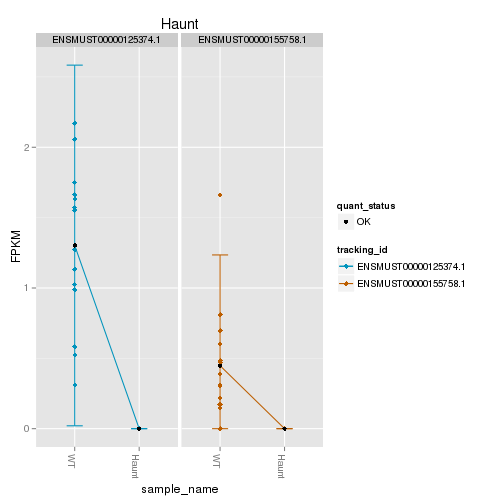 Haunt
ENSMUST00000125374.1 ENSMUST00000155758.1
FPKM
2
1
0
WT Haunt WT Haunt
sample_name
quant_status
OK
tracking_id
ENSMUST00000125374.1
ENSMUST00000155758.1